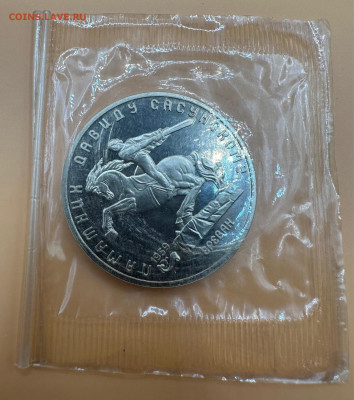 COINS.LAVE.RU
ПАМЯТНИК ДАВИДУ САСУНСКОМУ
1959
ЕРЕВАН